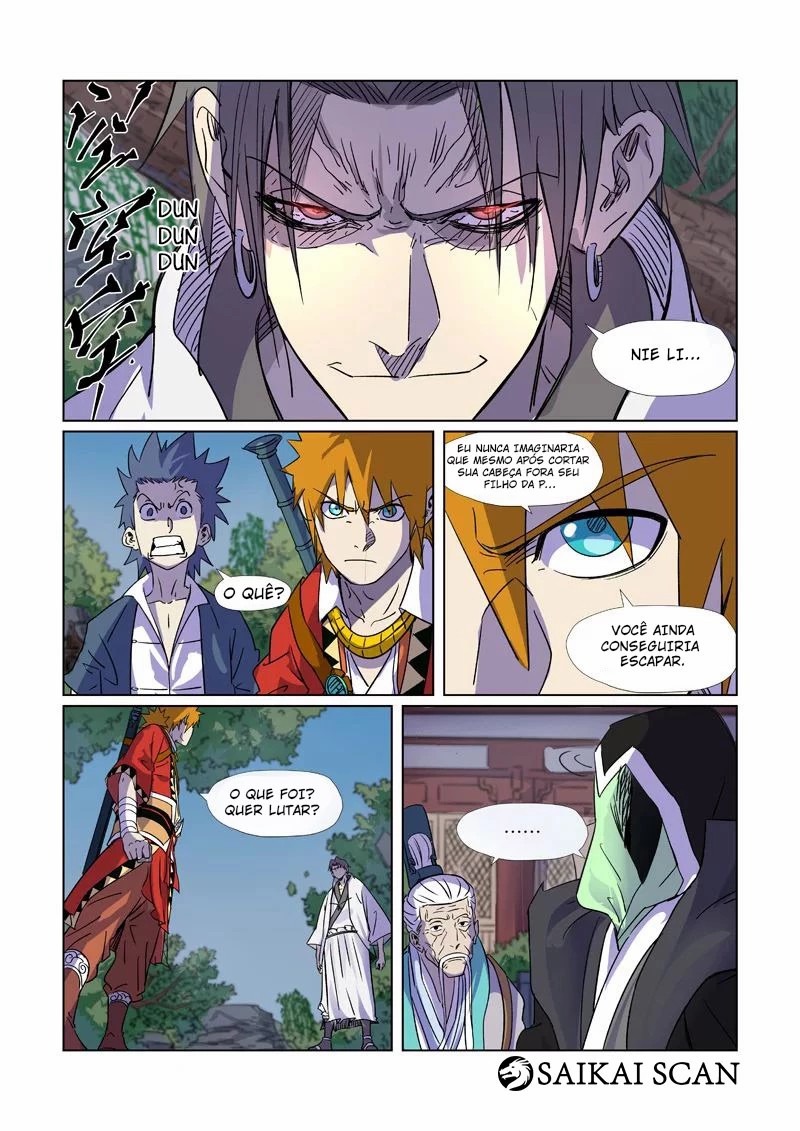 DUN
DUN
DUN
NIE LI...
O QUÊ?
EU NUNCA IMAGINARIA
QUE MESMO APÓS CORTAR
SUA CABEÇA FORA SEU
FILHO DA P...
VOCÊ AINDA
CONSEGUIRIA
ESCAPAR.
O QUE FOI?
QUER LUTAR?
......
SAIKAI SCAN